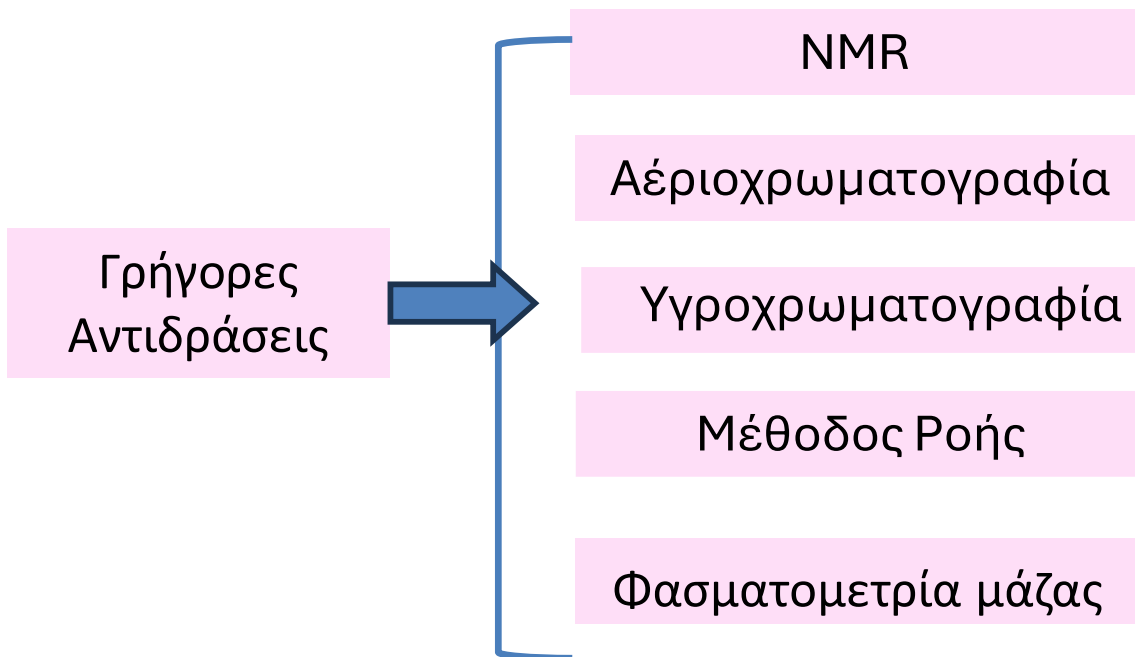 NMR
Αέριοχρωματογραφία
Γρήγορες
Αντιδράσεις
Υγροχρωματογραφία
Μέθοδος Ροής
Φασματομετρία μάζας